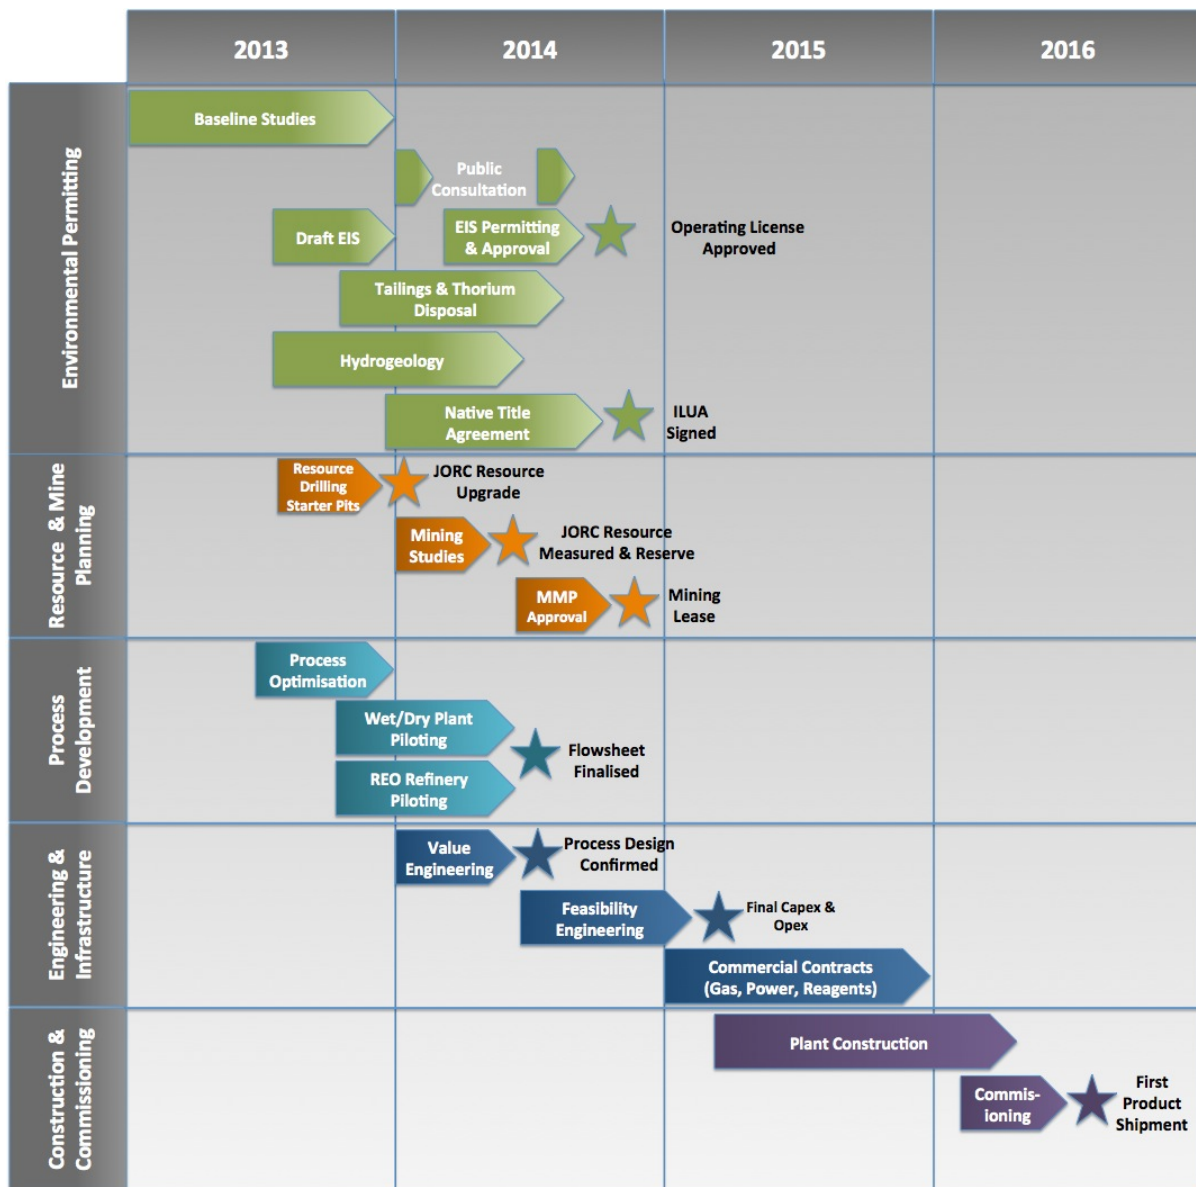 2013
2014
2015
2016
Environmental Permitting
Baseline Studies
Public
Consultation
Draft EIS
EIS Permitting
& Approval
Operating License
Approved
Tailings & Thorium
Disposal
Hydrogeology
Native Title
Agreement
ILUA
Signed
Resource & Mine
Planning
Resource
Drilling
Starter Pits
JORC Resource
Upgrade
Mining
Studies
JORC Resource
Measured & Reserve
MMP
Approval
Mining
Lease
Process
Development
Process
Optimisation
Wet/Dry Plant
Piloting
REO Refinery
Piloting
Flowsheet
Finalised
Engineering &
Infrastructure
Value
Engineering
Process Design
Confirmed
Feasibility
Engineering
Final Capex &
Opex
Commercial Contracts
(Gas, Power, Reagents)
Construction &
Commissioning
Plant Construction
Commis-
ioning
First
Product
Shipment